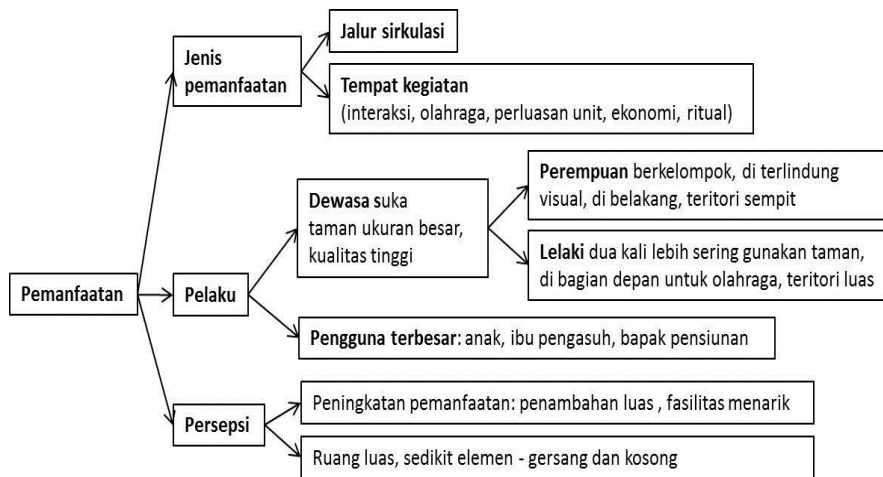 Jalur sirkulasi
Jenis
pemanfaatan
Tempat kegiatan
(interaksi, olahraga, perluasan unit, ekonomi, ritual)
Perempuan berkelompok, di terlindung
visual, di belakang, teritori sempit
Dewasa suka
taman ukuran besar,
kualitas tinggi
Lelaki dua kali lebih sering gunakan taman,
di bagian depan untuk olahraga, teritori luas
Pemanfaatan
Pelaku
Pengguna terbesar: anak, ibu pengasuh, bapak pensiunan
Persepsi
Peningkatan pemanfaatan: penambahan luas , fasilitas menarik
Ruang luas, sedikit elemen - gersang dan kosong